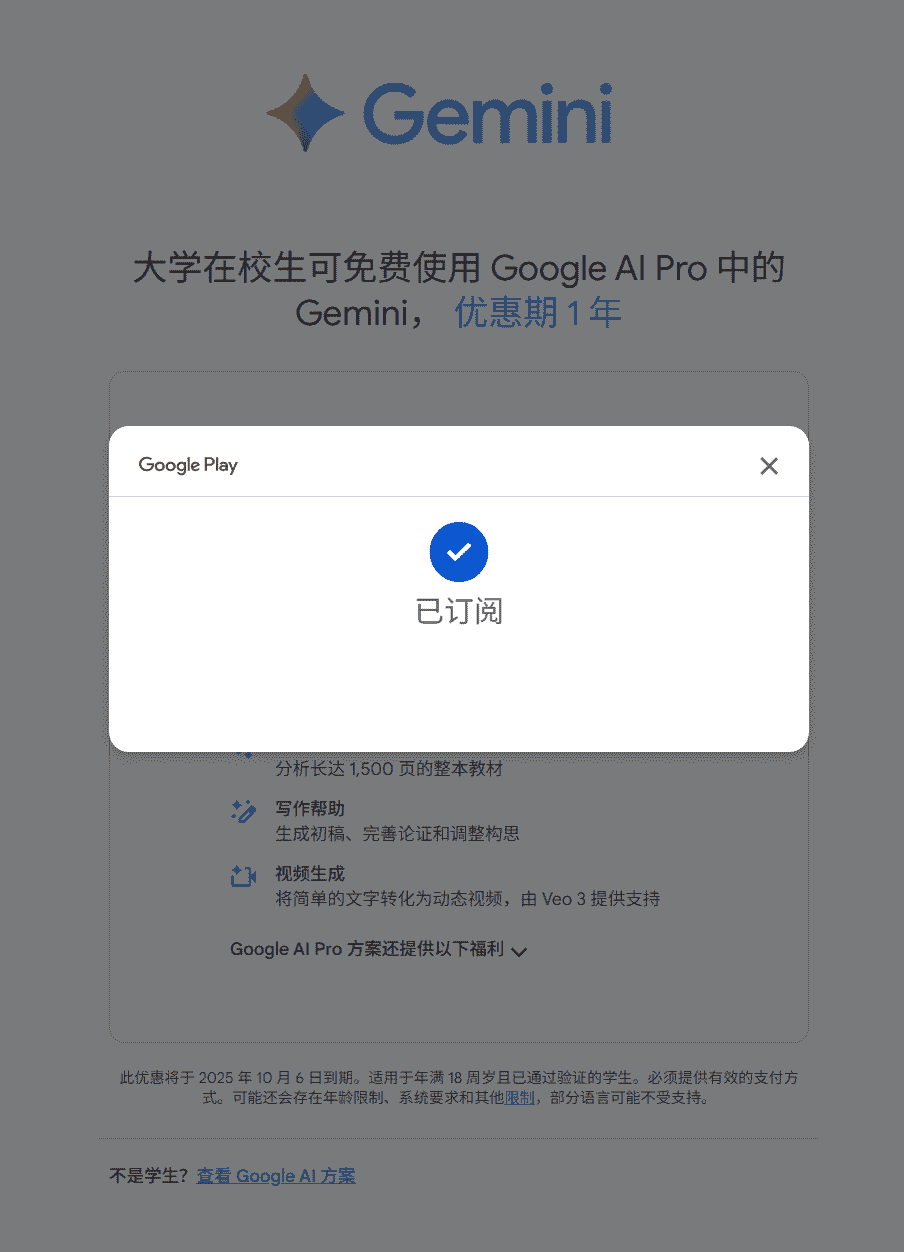 Gemini
大学在校生可免费使用 Google AI Pro 中的
Gemini， 优惠期 1 年
Google Play
已订阅
分析长达 1,500 页的整本教材
写作帮助
生成初稿、完善论证和调整构思
视频生成
将简单的文字转化为动态视频，由 Veo 3 提供支持
Google AI Pro 方案还提供以下福利
此优惠将于 2025 年 10 月 6 日到期。适用于年满 18 周岁且已通过验证的学生。必须提供有效的支付方
式。可能还会存在年龄限制、系统要求和其他限制，部分语言可能不受支持。
不是学生？ 查看 Google AI 方案